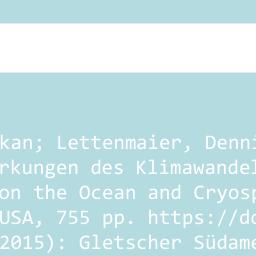 kan; Lettenmaier, Denni
rkungen des Klimawandel
on the Ocean and Cryosp
USA, 755 pp. https://do
2015): Gletscher Südame